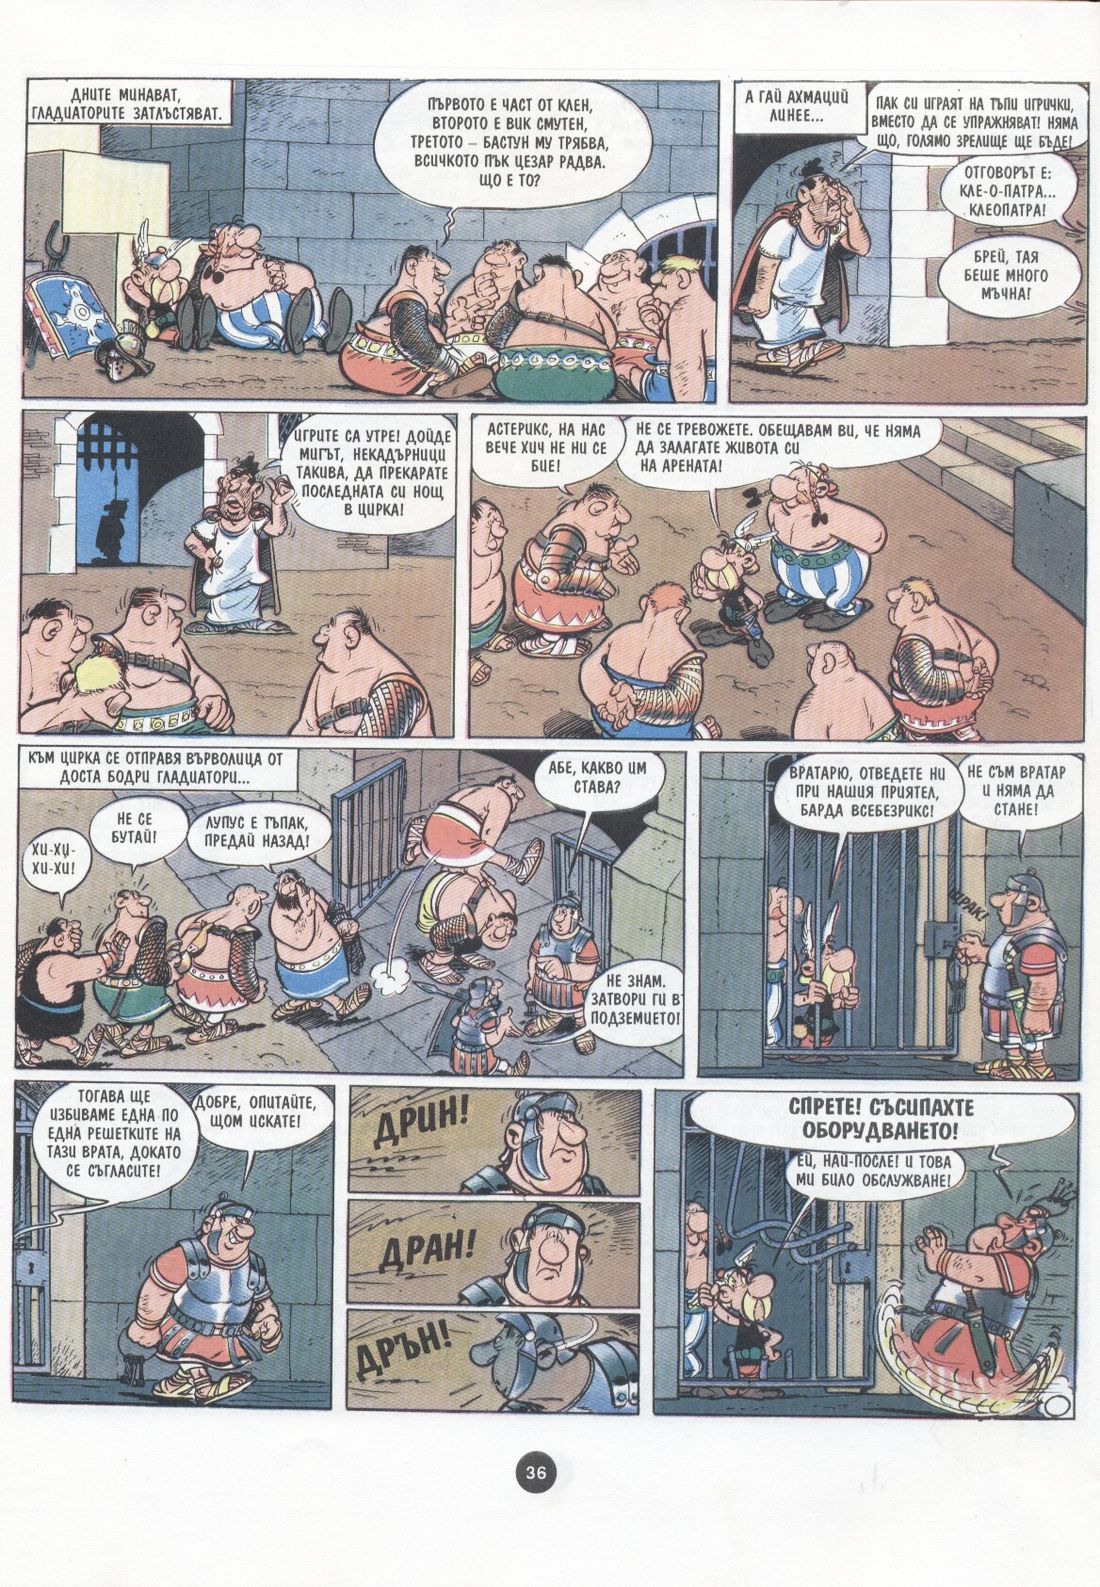 ДНИТЕ МИНАВАТ,
ГЛАДИАТОРИТЕ ЗАТЛЪСТЯВАТ.
ПЪРВОТО Е ЧАСТ ОТ КЛЕН,
ВТОРОТО Е ВИК СМУТЕН,
ТРЕТОТО – БАСТУН МУ ТРЯБВА,
ВСИЧКОТО ПЪК ЦЕЗАР РАДВА.
ЩО Е ТО?
А ГАЙ АХМАЦИЙ
ЛИНЕЕ...
ПАК СИ ИГРАЯТ НА ТЪПИ ИГРИЧКИ,
ВМЕСТО ДА СЕ УПРАЖНЯВАТ! НЯМА
ЩО, ГОЛЯМО ЗРЕЛИЩЕ ЩЕ БЪДЕ!
ОТГОВОРЪТ Е:
КЛЕ-О-ПАТРА...
КЛЕОПАТРА!
БРЕЙ, ТАЯ
БЕШЕ МНОГО
МЪЧНА!
ИГРИТЕ СА УТРЕ! ДОЙДЕ
МИГЪТ, НЕКАДЪРНИЦИ
ТАКИВА, ДА ПРЕКАРАТЕ
ПОСЛЕДНАТА СИ НОЩ
В ЦИРКА!
АСТЕРИКС, НА НАС
ВЕЧЕ ХИЧ НЕ НИ СЕ
БИЕ!
НЕ СЕ ТРЕВОЖЕТЕ. ОБЕЩАВАМ ВИ, ЧЕ НЯМА
ДА ЗАЛАГАТЕ ЖИВОТА СИ
НА АРЕНАТА!
КЪМ ЦИРКА СЕ ОТПРАВЯ ВЪРВОЛИЦА ОТ
ДОСТА БОДРИ ГЛАДИАТОРИ...
ХИ-ХИ-
ХИ-ХИ!
НЕ СЕ
БУТАЙ!
ЛУПУС Е ТЪПАК,
ПРЕДАЙ НАЗАД!
АБЕ, КАКВО ИМ
СТАВА?
НЕ ЗНАМ.
ЗАТВОРИ ГИ В
ПОДЗЕМИЕТО!
ВРАТАРЮ, ОТВЕДЕТЕ НИ
ПРИ НАШИЯ ПРИЯТЕЛ,
БАРДА ВСЕБЕЗРИКС!
НЕ СЪМ ВРАТАР
И НЯМА ДА
СТАНЕ!
ЩРАК!
ТОГАВА ЩЕ
ИЗБИВАМЕ ЕДНА ПО
ЕДНА РЕШЕТКИТЕ НА
ТАЗИ ВРАТА, ДОКАТО
СЕ СЪГЛАСИТЕ!
ДОБРЕ, ОПИТАЙТЕ,
ЩОМ ИСКАТЕ!
ДРИН!
ДРАН!
ДРЪН!
СПРЕТЕ! СЪСИПАХТЕ
ОБОРУДВАНЕТО!
ЕЙ, НАЙ-ПОСЛЕ! И ТОВА
МИ БИЛО ОБСЛУЖВАНЕ!
36